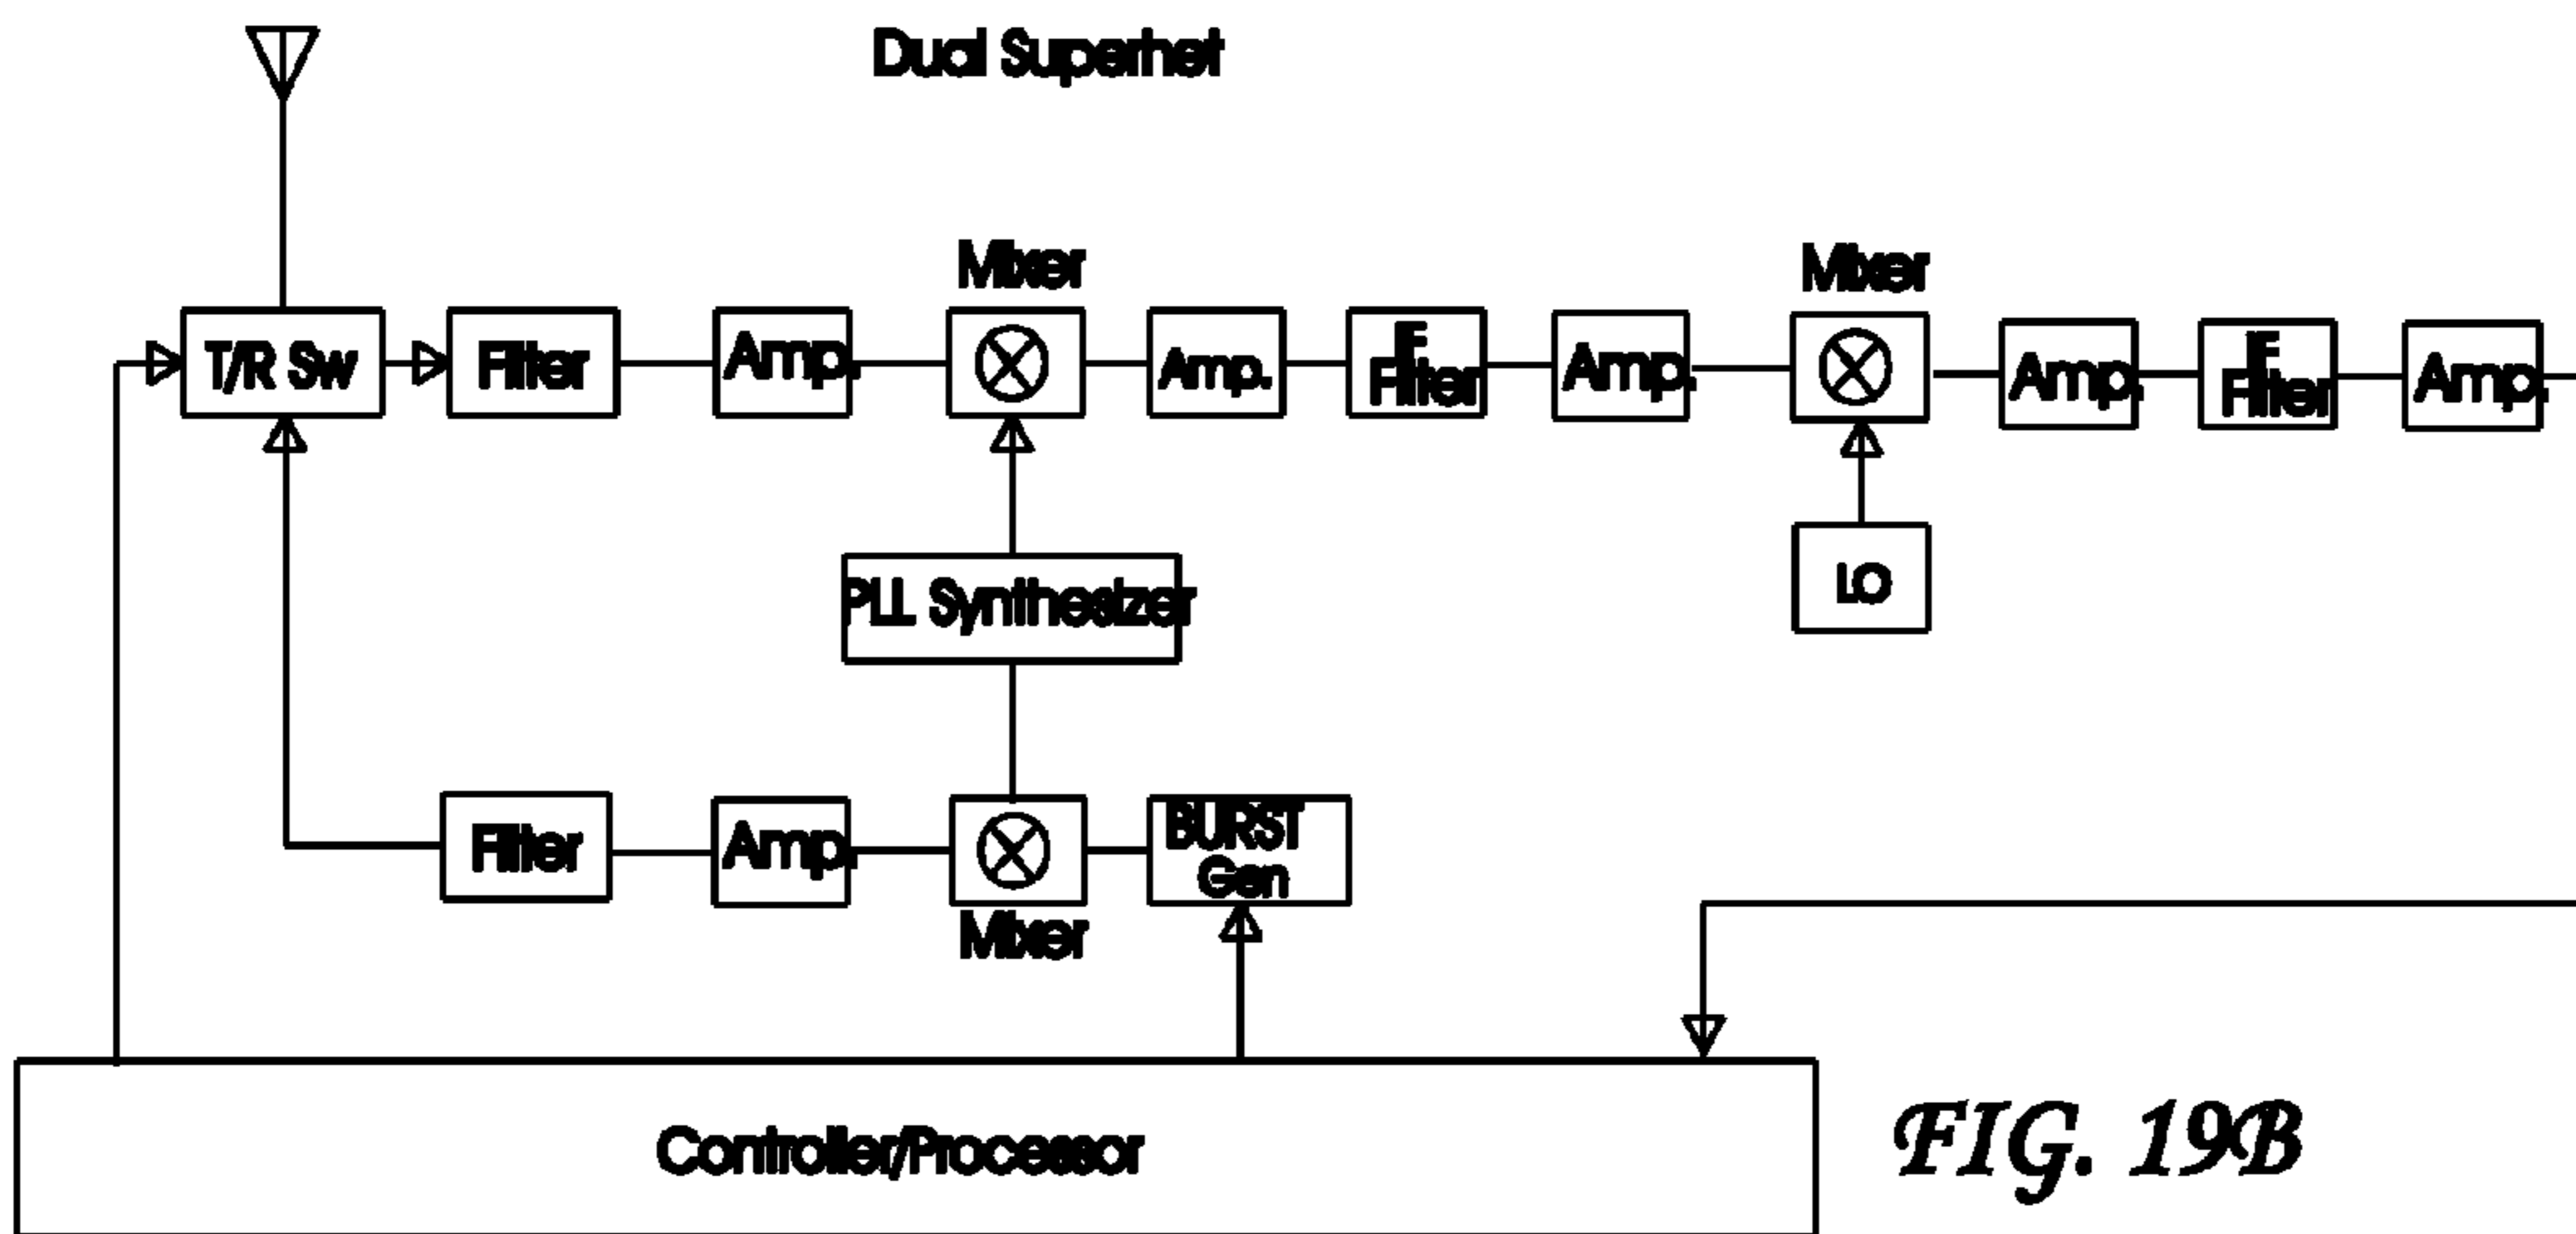 Dual Superhet
Mixer
Mixer
T/R Sw
Filter
Amp.
Amp.
IF
Filter
Amp.
Amp.
IF
Filter
Amp.
PLL Synthesizer
LO
Filter
Amp.
BURST
Gen
Mixer
Controller/Processor
FIG. 19B